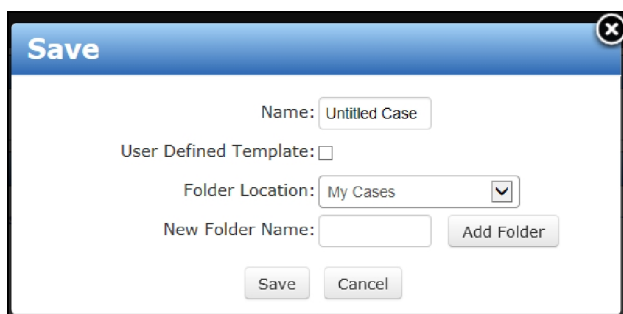 Save
Name: Untitled Case
User Defined Template:
Folder Location: My Cases
New Folder Name: Add Folder
Save Cancel